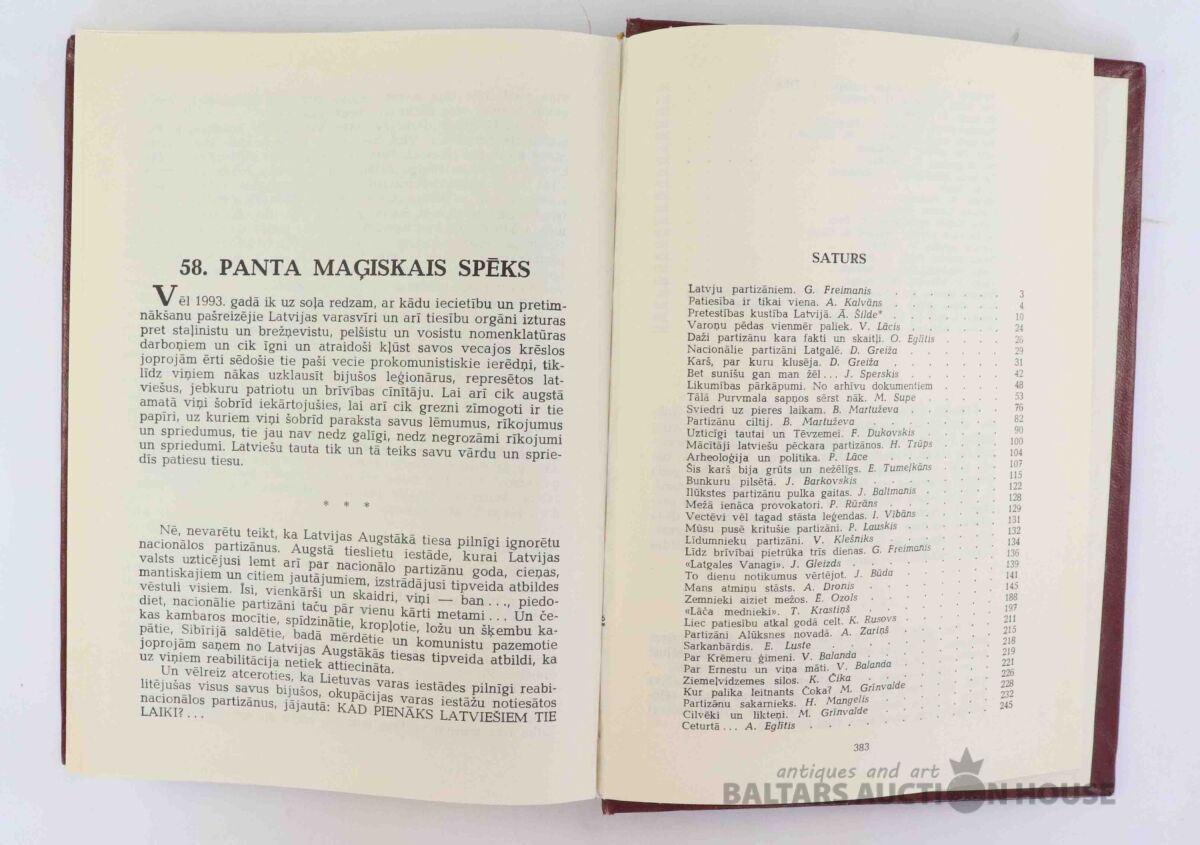 58. PANTA MAĢISKAIS SPĒKS
Vēl 1993. gadā ik uz soļa redzam, ar kādu iecietību un pretim-
nākšanu pašreizējie Latvijas varasvīri un arī tiesību orgāni izturas
pret staļinistu un brežņevistu, pelšistu un vosistu nomenklatūras
darboņiem un cik īgni un atraidoši kļūst savos vecajos krēslos
joprojām ērti sēdošie tie paši vecie prokomunistiskie ierēdņi, tik-
līdz viņiem nākas uzklausīt bijušos leģionārus, represētos lat-
viešus, jebkuru patriotu un brīvības cīnītāju. Lai arī cik augstā
amatā viņi šobrīd iekārtojušies, lai arī cik grezni zīmogoti ir tie
papīri, uz kuriem viņi šobrīd paraksta savus lēmumus, rīkojumus
un spriedumus, tie jau nav nedz galīgi, nedz negrozāmi rīkojumi
un spriedumi. Latviešu tauta tik un tā teiks savu vārdu un sprie-
dīs patiesu tiesu.
* * *
Nē, nevarētu teikt, ka Latvijas Augstākā tiesa pilnīgi ignorētu
nacionālos partizānus. Augstā tieslietu iestāde, kurai Latvijas
valsts uzticējusi lemt arī par nacionālo partizānu goda, cieņas,
mantiskajiem un citiem jautājumiem, izstrādājusi tipveida atbildes
vēstuli visiem. Īsi, vienkārši un skaidri, viņi — ban..., piedo-
diet, nacionālie partizāni taču pār vienu kārti metami... Un če-
kas kambaros mocītie, spīdzinātie, kropļotie, ložu un šķembu ka-
pātie, Sibīrijā saldētie, badā mērdētie un komunistu pazemotie
joprojām saņem no Latvijas Augstākās tiesas tipveida atbildi, ka
uz viņiem reabilitācija netiek attiecināta.
Un vēlreiz atceroties, ka Lietuvas varas iestādes pilnīgi reabi-
litējušas visus savus bijušos, okupācijas varas iestāžu notiesātos
nacionālos partizānus, jājautā: KAD PIENĀKS LATVIEŠIEM TIE
LAIKI?...
SATURS
Latvju partizāniem. G. Freimanis . . . . . . . 3
Patiesība ir tikai viena. A. Kalvāns . . . . . . . 4
Pretestības kustība Latvijā. Ā. Šilde* . . . . . . . 10
Varoņu pēdas vienmēr paliek. V. Lācis . . . . . . 24
Daži partizānu kara fakti un skaitļi. O. Eglītis . . . . 26
Nacionālie partizāni Latgalē. D. Greiža . . . . . . 29
Karš, par kuru klusēja. D. Greiža . . . . . . 31
Bet sunīšu gan man žēl... J. Sperskis . . . . . . 42
Likumības pārkāpumi. No arhīvu dokumentiem . . . . 48
Tālā Purvmala sapņos sērst nāk. M. Supe . . . . . 53
Sviedri uz pieres laikam. B. Martuževa . . . . . . 76
Partizānu ciltij. B. Martuževa . . . . . . . 82
Uzticīgi tautai un Tēvzemei. F. Dukovskis . . . . . 90
Mācītāji latviešu pēckara partizānos. H. Trūps . . . . 100
Arheoloģija un politika. P. Lāce . . . . . . 104
Šis karš bija grūts un nežēlīgs. E. Tumeļkāns . . . . 107
Bunkuru pilsētā. J. Barkovskis . . . . . . . 115
Ilūkstes partizānu pulka gaitas. J. Baltmanis . . . . 122
Mežā ienāca provokatori. P. Rūrāns . . . . . . 128
Vectēvi vēl tagad stāsta leģendas. I. Vībāns . . . . 129
Mūsu pusē kritušie partizāni. P. Lauskis . . . . . 131
Līdumnieku partizāni. V. Klešniks . . . . . . 132
Līdz brīvībai pietrūka trīs dienas. G. Freimanis . . . . 134
«Latgales Vanagi». J. Gleizds . . . . . . . 136
To dienu notikumus vērtējot. J. Būda . . . . . . 139
Mans atmiņu stāsts. A. Dronis . . . . . . . 141
Zemnieki aiziet mežos. E. Ozols . . . . . . . 145
«Lāča mednieki». T. Krastiņš . . . . . . . 188
Liec patiesību atkal godā celt. K. Rusovs . . . . . 197
Partizāni Alūksnes novadā. A. Zariņš . . . . . . 211
Sarkanbārdis. E. Luste . . . . . . . 215
Par Krēmeru ģimeni. V. Balanda . . . . . . . 218
Par Ernestu un viņa māti. V. Balanda . . . . . . 219
Ziemeļvidzemes silos. K. Čika . . . . . . . 221
Kur palika leitnants Čoka? M. Grīnvalde . . . . . 226
Partizānu sakarnieks. H. Mangelis . . . . . . 228
Cilvēki un likteņi. M. Grīnvalde . . . . . . 232
Ceturtā... A. Eglītis . . . . . . . 245
383
antiques and art
BALTARS AUCTION HOUSE